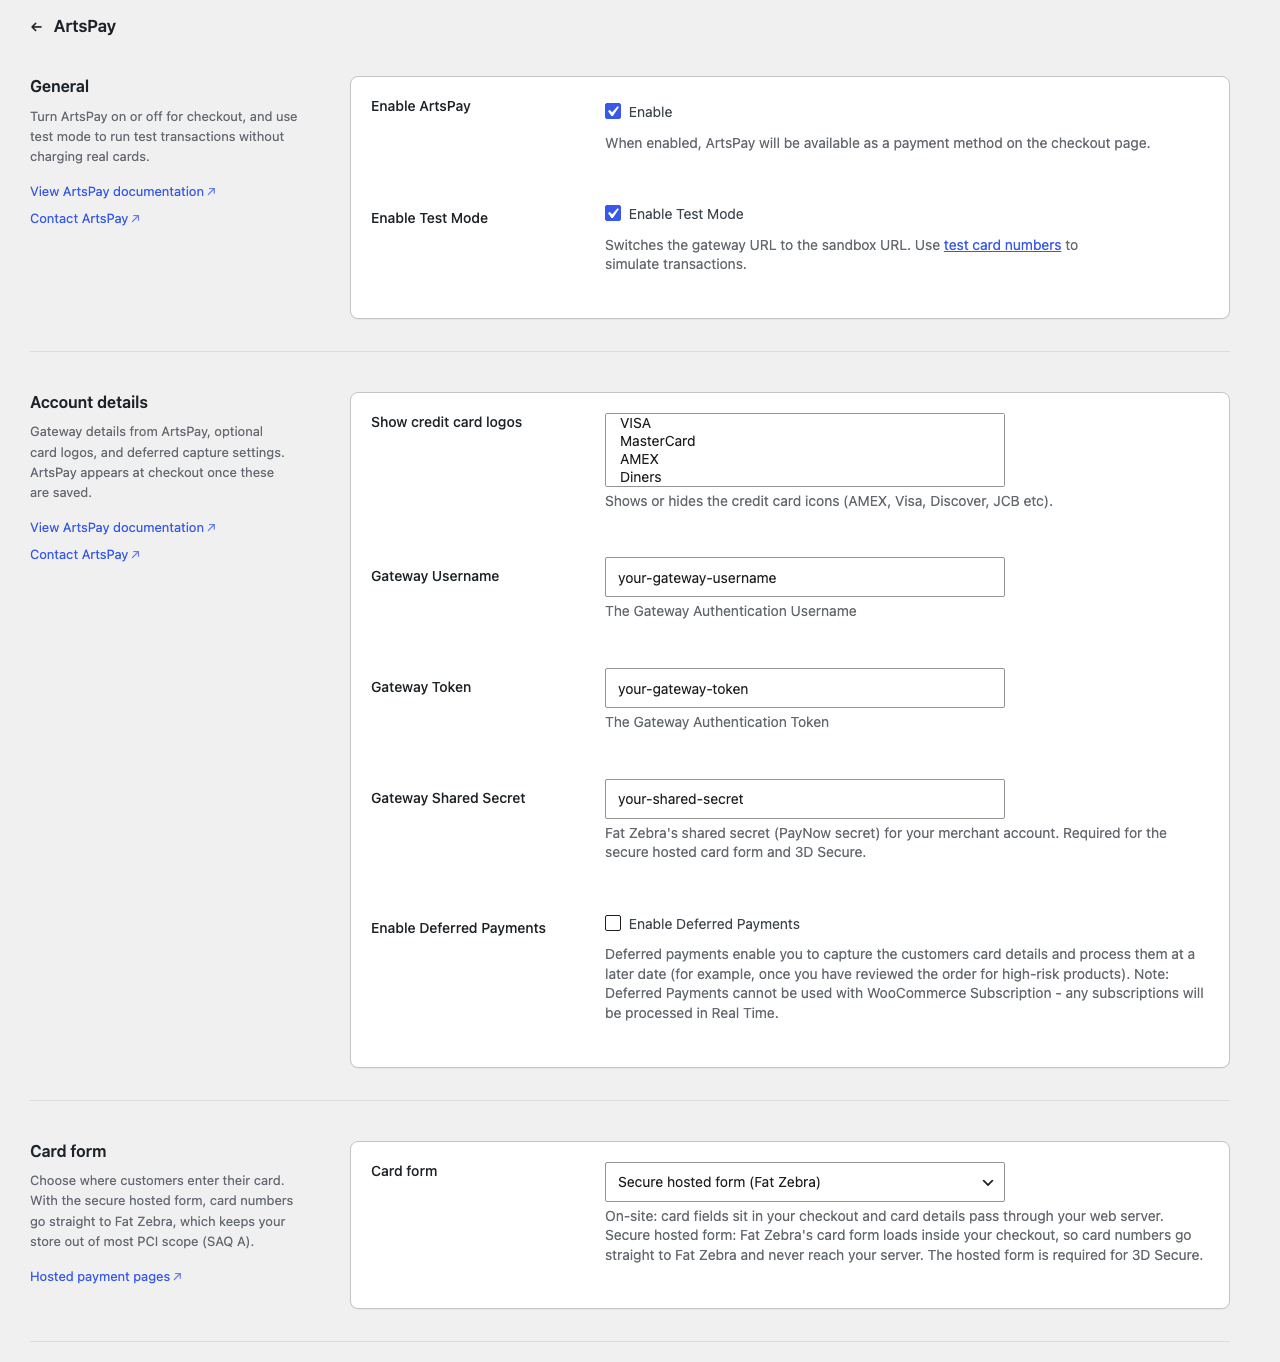 ← ArtsPay
General
Turn ArtsPay on or off for checkout, and use
test mode to run test transactions without
charging real cards.
View ArtsPay documentation ↗
Contact ArtsPay ↗
Enable ArtsPay
Enable
When enabled, ArtsPay will be available as a payment method on the checkout page.
Enable Test Mode
Enable Test Mode
Switches the gateway URL to the sandbox URL. Use test card numbers to
simulate transactions.
Account details
Gateway details from ArtsPay, optional
card logos, and deferred capture settings.
ArtsPay appears at checkout once these
are saved.
View ArtsPay documentation ↗
Contact ArtsPay ↗
Show credit card logos
VISA
MasterCard
AMEX
Diners
Shows or hides the credit card icons (AMEX, Visa, Discover, JCB etc).
Gateway Username
your-gateway-username
The Gateway Authentication Username
Gateway Token
your-gateway-token
The Gateway Authentication Token
Gateway Shared Secret
your-shared-secret
Fat Zebra's shared secret (PayNow secret) for your merchant account. Required for the
secure hosted card form and 3D Secure.
Enable Deferred Payments
Enable Deferred Payments
Deferred payments enable you to capture the customers card details and process them at a
later date (for example, once you have reviewed the order for high-risk products). Note:
Deferred Payments cannot be used with WooCommerce Subscription - any subscriptions will
be processed in Real Time.
Card form
Choose where customers enter their card.
With the secure hosted form, card numbers
go straight to Fat Zebra, which keeps your
store out of most PCI scope (SAQ A).
Hosted payment pages ↗
Card form
Secure hosted form (Fat Zebra)
On-site: card fields sit in your checkout and card details pass through your web server.
Secure hosted form: Fat Zebra's card form loads inside your checkout, so card numbers go
straight to Fat Zebra and never reach your server. The hosted form is required for 3D Secure.